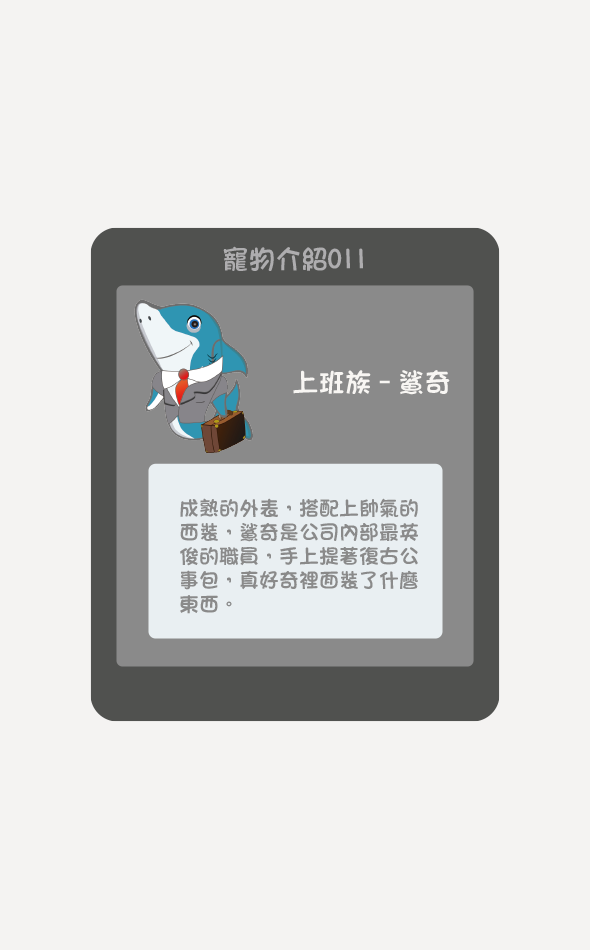 寵物介紹011
上班族 - 鯊奇
成熟的外表，搭配上帥氣的
西裝，鯊奇是公司內部最英
俊的職員，手上提著復古公
事包，真好奇裡面裝了什麼
東西。